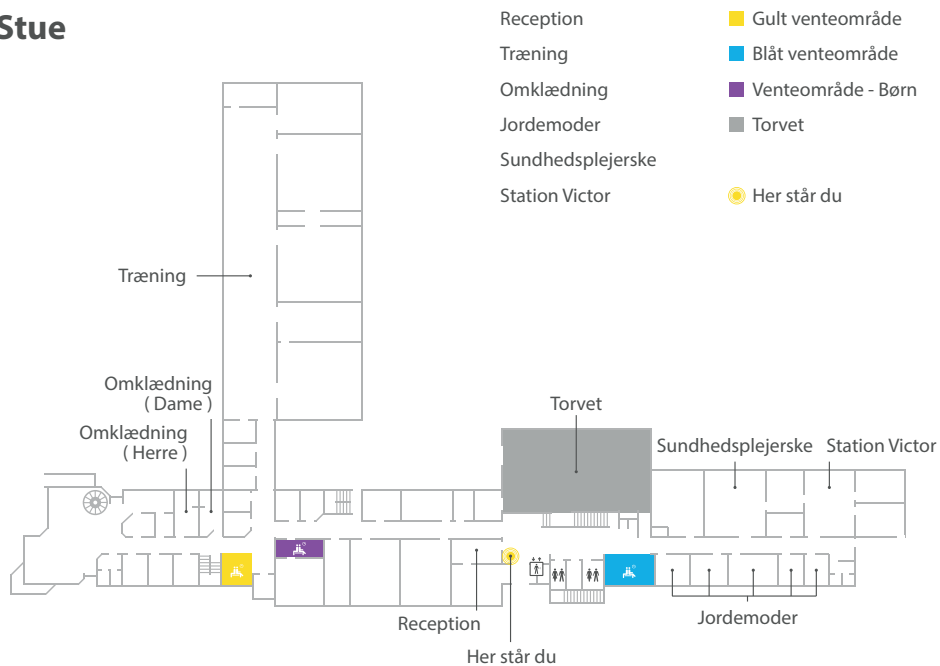 Stue
Reception
Træning
Omklædning
Jordemoder
Sundhedsplejerske
Station Victor
Gult venteområde
Blåt venteområde
Venteområde - Børn
Torvet
Her står du
Træning
Omklædning
( Dame )
Omklædning
( Herre )
Torvet
Sundhedsplejerske
Station Victor
Reception
Jordemoder
Her står du